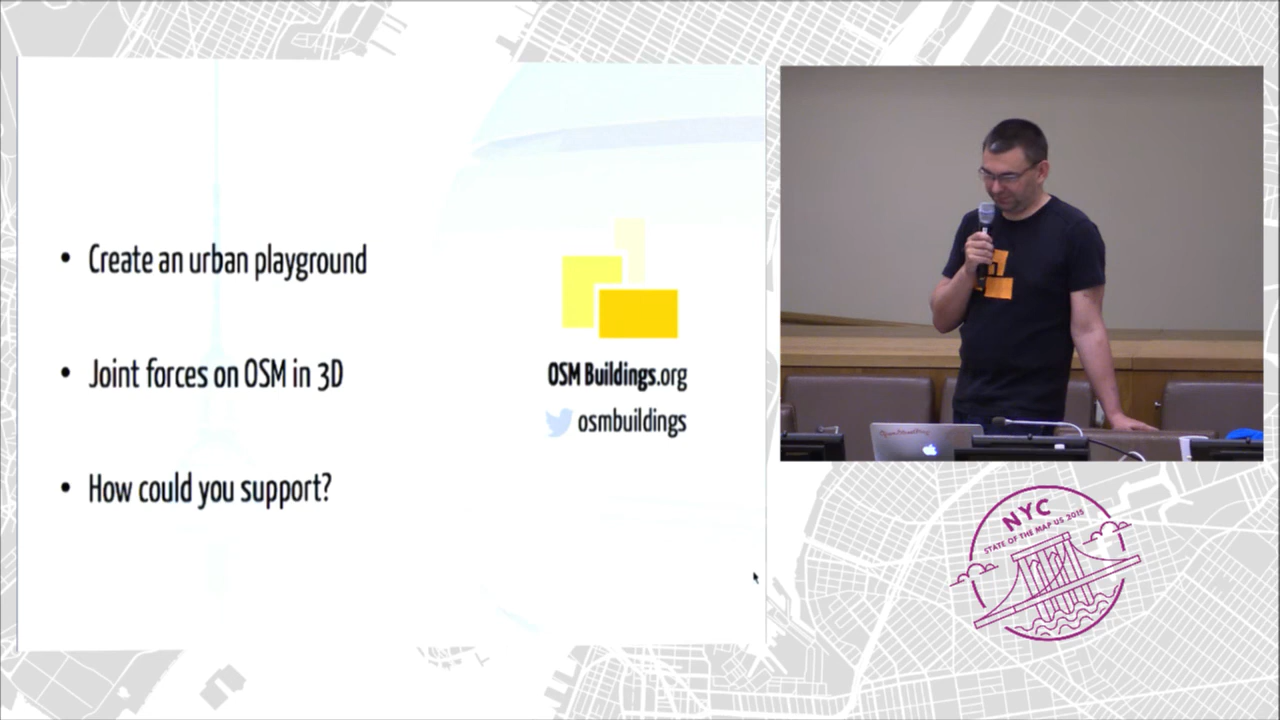 • Create an urban playground
• Joint forces on OSM in 3D
• How could you support?
OSM Buildings.org
osmbuildings
NYC
STATE OF THE MAP US 2015